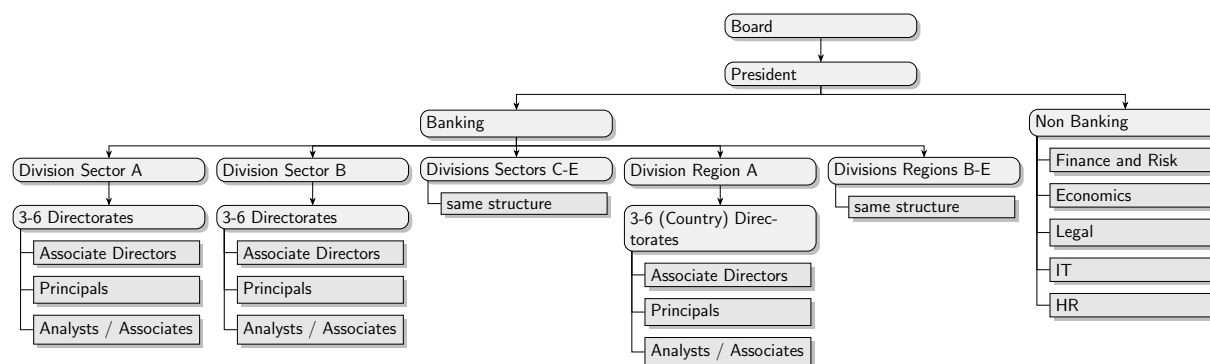 Board
President
Banking
Non Banking
Division Sector A
Division Sector B
Divisions Sectors C-E
Division Region A
Divisions Regions B-E
Finance and Risk
3-6 Directorates
3-6 Directorates
same structure
3-6 (Country) Direc-
torates
same structure
Economics
Associate Directors
Associate Directors
Legal
Associate Directors
IT
Principals
Principals
Principals
HR
Analysts / Associates
Analysts / Associates
Analysts / Associates